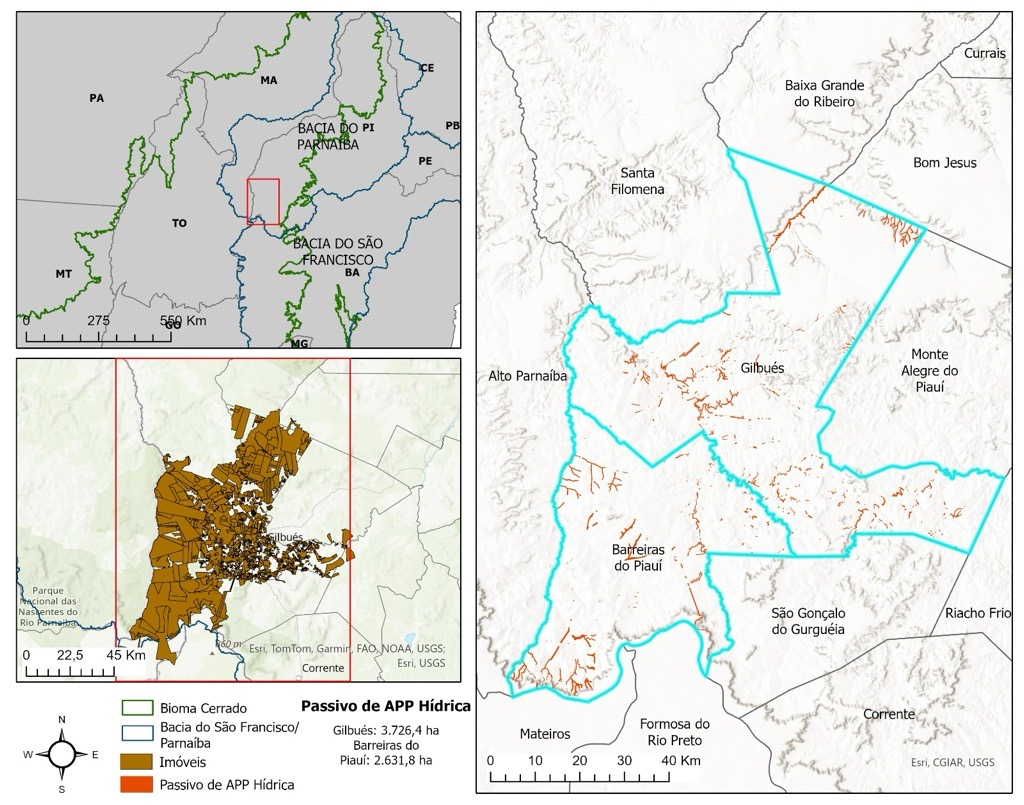 CE
MA
PA
BACIA DO
PARNAÍBA
PI
PB
PE
TO
BACIA DO SÃO
FRANCISCO
MT
BA
0 275 550 Km
GO
MG
Gilbués
Parque
Nacional das
Nascentes do
Rio Parnaíba
860 m
Esri, TomTom, Garmin, FAO, NOAA, USGS;
Esri, USGS
0 22,5 45 Km
Corrente
N
W E
S
Bioma Cerrado
Bacia do São Francisco/
Parnaíba
Imóveis
Passivo de APP Hídrica
Passivo de APP Hídrica
Gilbués: 3.726,4 ha
Barreiras do
Piauí: 2.631,8 ha
Currais
Baixa Grande
do Ribeiro
Bom Jesus
Santa
Filomena
Alto Parnaíba
Gilbués
Monte
Alegre do
Piauí
Barreiras
do Piauí
São Gonçalo
do Gurguéia
Riacho Frio
Corrente
Mateiros
Formosa do
Rio Preto
0 10 20 30 40 Km
Esri, CGIAR, USGS